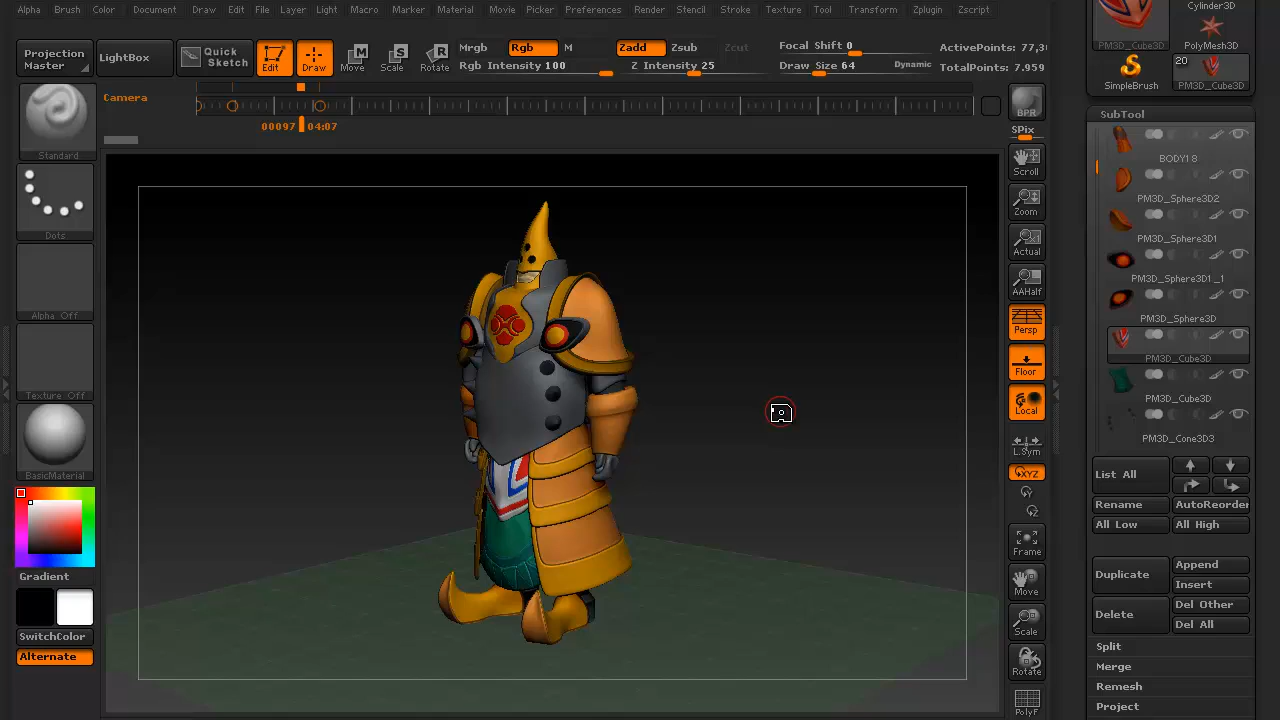 Alpha Brush Color Document Draw Edit File Layer Light Macro Marker Material Movie Picker Preferences Render Stencil Stroke Texture Tool Transform Zplugin Zscript
Projection Master
LightBox
Quick Sketch
Edit
Draw
Move
Scale
Rotate
Mrgb Rgb M
Rgb Intensity 100
Zadd Zsub Zcut
Z Intensity 25
Focal Shift 0
Draw Size 64 Dynamic
ActivePoints: 77,3
TotalPoints: 7.959
Camera
00097 04:07
Standard
Dots
Alpha Off
Texture Off
BasicMaterial
Gradient
SwitchColor
Alternate
BPR
SPix
Scroll
Zoom
Actual
AAHalf
Persp
Floor
Local
L.Sym
XYZ
Y
Z
Frame
Move
Scale
Rotate
PolyF
Cylinder3D
PM3D_Cube3D
PolyMesh3D
SimpleBrush
20
PM3D_Cube3D
SubTool
BODY1 8
PM3D_Sphere3D2
PM3D_Sphere3D1
PM3D_Sphere3D1_1
PM3D_Sphere3D
PM3D_Cube3D
PM3D_Cube3D
PM3D_Cone3D3
List All
Rename AutoReorder
All Low All High
Duplicate
Append
Insert
Delete
Del Other
Del All
Split
Merge
Remesh
Project